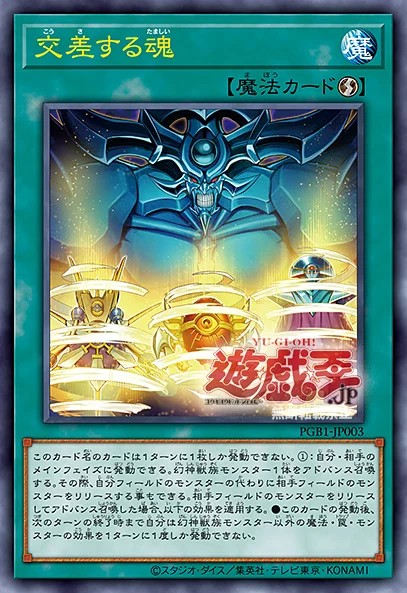 交差する魂
魔
【魔法カード】
YU-GI-OH!
遊戯王.jp
PGB1-JP003
このカード名のカードは1ターンに1枚しか発動できない。①:自分・相手の
メインフェイズに発動できる。幻神獣族モンスター1体をアドバンス召喚
する。その際、自分フィールドのモンスターの代わりに相手フィールドのモン
スターをリリースする事もできる。相手フィールドのモンスターをリリースし
てアドバンス召喚した場合、以下の効果を適用する。●このカードの発動後、
次のターンの終了時まで自分は幻神獣族モンスター以外の魔法・罠・モン
スターの効果を1ターンに1度しか発動できない。
©スタジオ・ダイス/集英社・テレビ東京・KONAMI